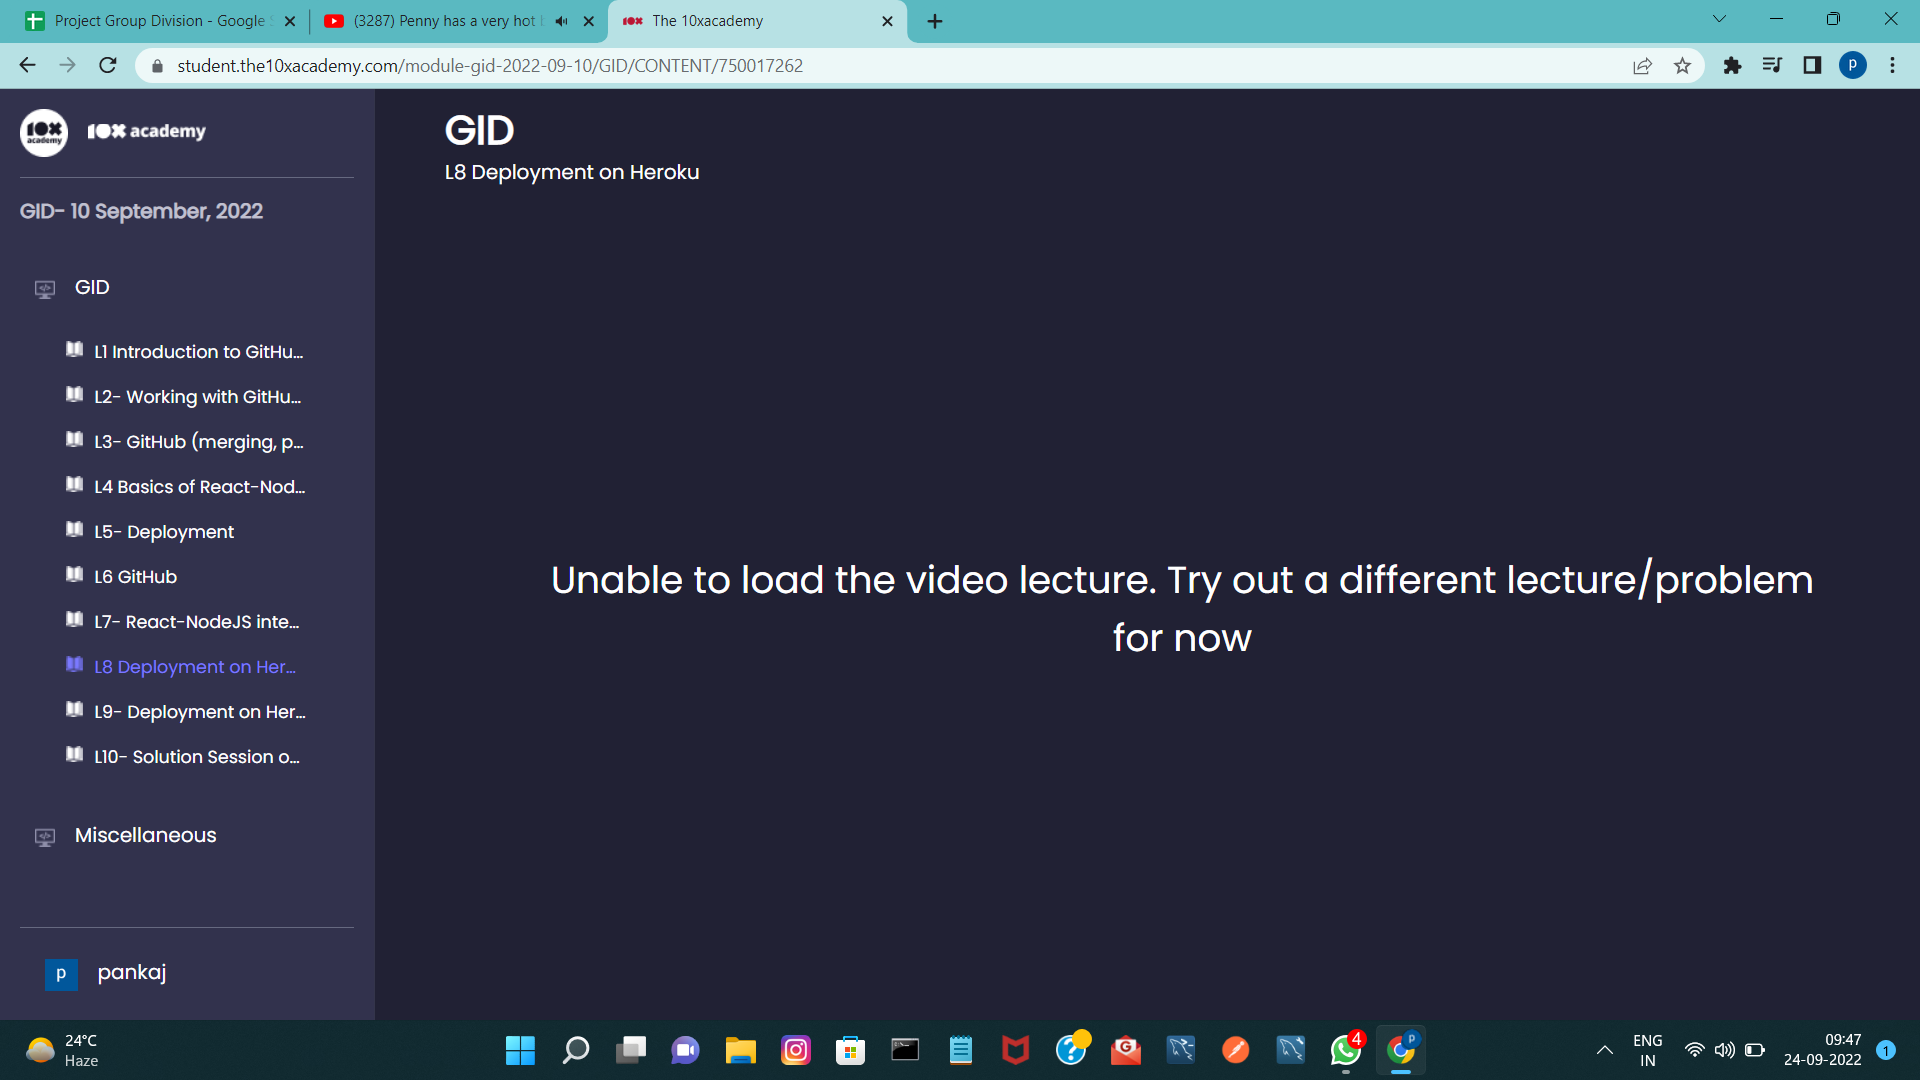 Project Group Division - Google
(3287) Penny has a very hot
The 10xacademy
student.the10xacademy.com/module-gid-2022-09-10/GID/CONTENT/750017262
P
10x academy
10x academy
GID- 10 September, 2022
GID
L1 Introduction to GitHu...
L2- Working with GitHu...
L3- GitHub (merging, p...
L4 Basics of React-Nod...
L5- Deployment
L6 GitHub
L7- React-NodeJS inte...
L8 Deployment on Her...
L9- Deployment on Her...
L10- Solution Session o...
Miscellaneous
p pankaj
GID
L8 Deployment on Heroku
Unable to load the video lecture. Try out a different lecture/problem
for now
24°C
Haze
4
P
ENG
IN
09:47
24-09-2022
1